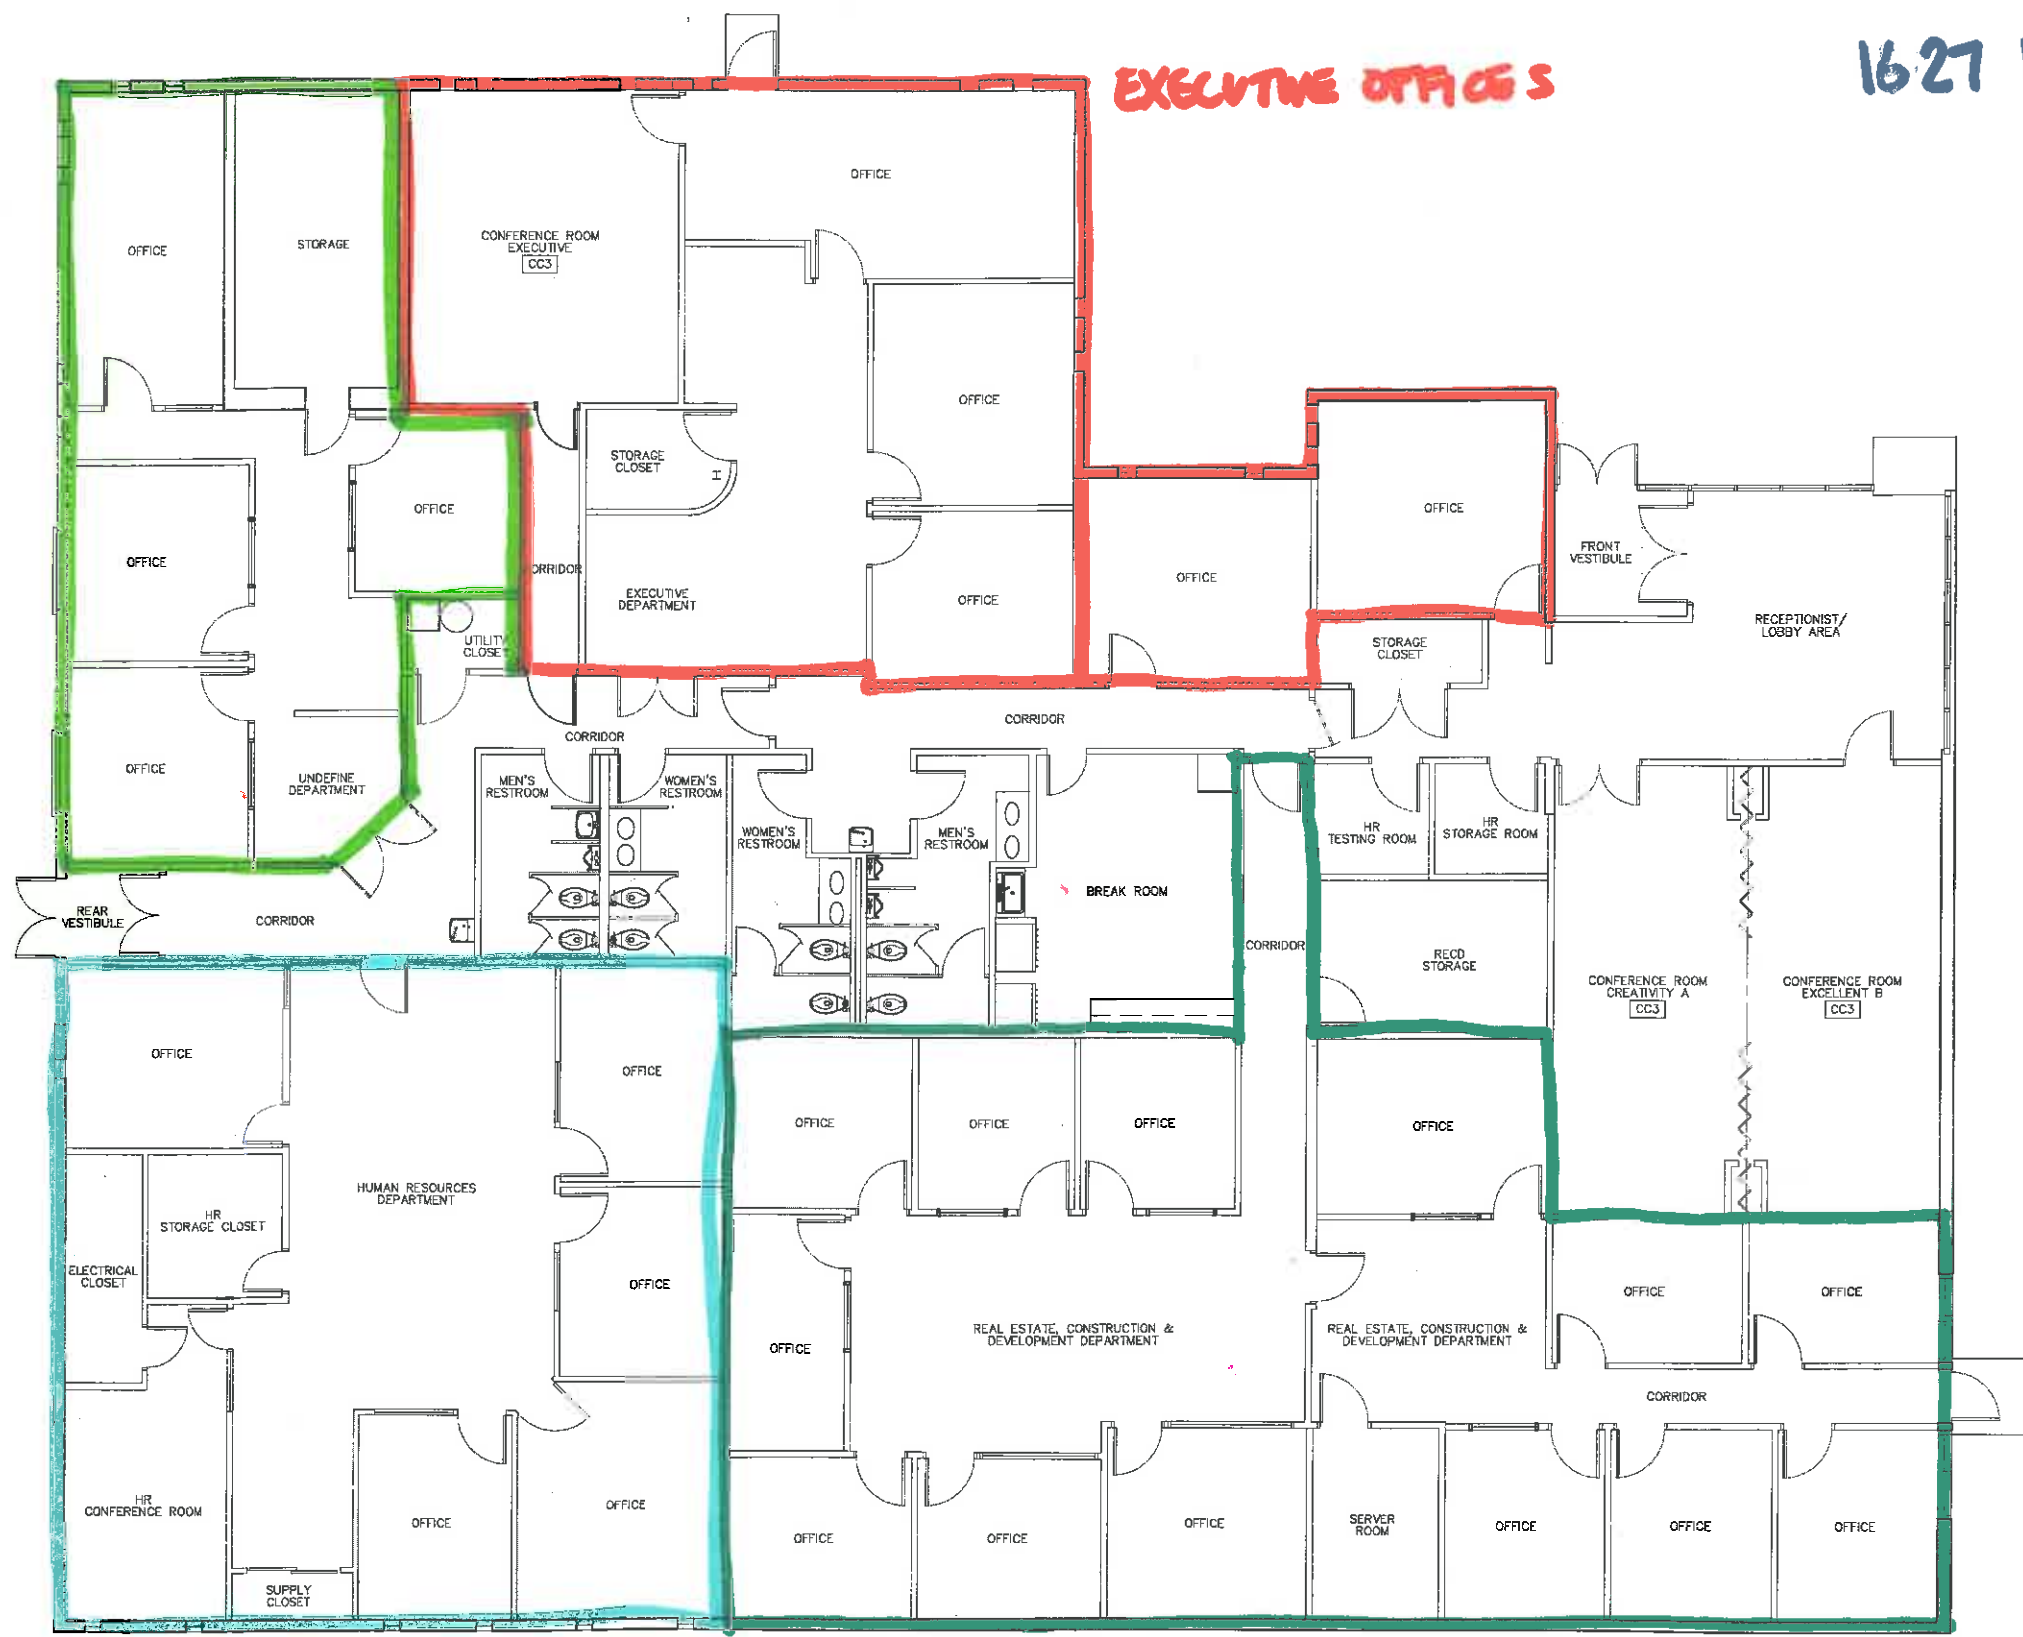 EXECUTIVE OFFICES
1627
OFFICE
STORAGE
CONFERENCE ROOM
EXECUTIVE
CC3
OFFICE
OFFICE
STORAGE
CLOSET
OFFICE
OFFICE
FRONT
VESTIBULE
OFFICE
ORRIDOR
OFFICE
EXECUTIVE
DEPARTMENT
OFFICE
RECEPTIONIST/
LOBBY AREA
UTILITY
CLOSET
STORAGE
CLOSET
CORRIDOR
CORRIDOR
OFFICE
UNDEFINE
DEPARTMENT
MEN'S
RESTROOM
WOMEN'S
RESTROOM
WOMEN'S
RESTROOM
MEN'S
RESTROOM
HR
TESTING ROOM
HR
STORAGE ROOM
BREAK ROOM
REAR
VESTIBULE
CORRIDOR
CORRIDOR
RECD
STORAGE
CONFERENCE ROOM
CREATIVITY A
CC3
CONFERENCE ROOM
EXCELLENT B
CC3
OFFICE
OFFICE
OFFICE
OFFICE
OFFICE
OFFICE
HUMAN RESOURCES
DEPARTMENT
HR
STORAGE CLOSET
ELECTRICAL
CLOSET
OFFICE
OFFICE
OFFICE
OFFICE
REAL ESTATE, CONSTRUCTION &
DEVELOPMENT DEPARTMENT
REAL ESTATE, CONSTRUCTION &
DEVELOPMENT DEPARTMENT
CORRIDOR
HR
CONFERENCE ROOM
OFFICE
OFFICE
OFFICE
OFFICE
OFFICE
SERVER
ROOM
OFFICE
OFFICE
OFFICE
SUPPLY
CLOSET